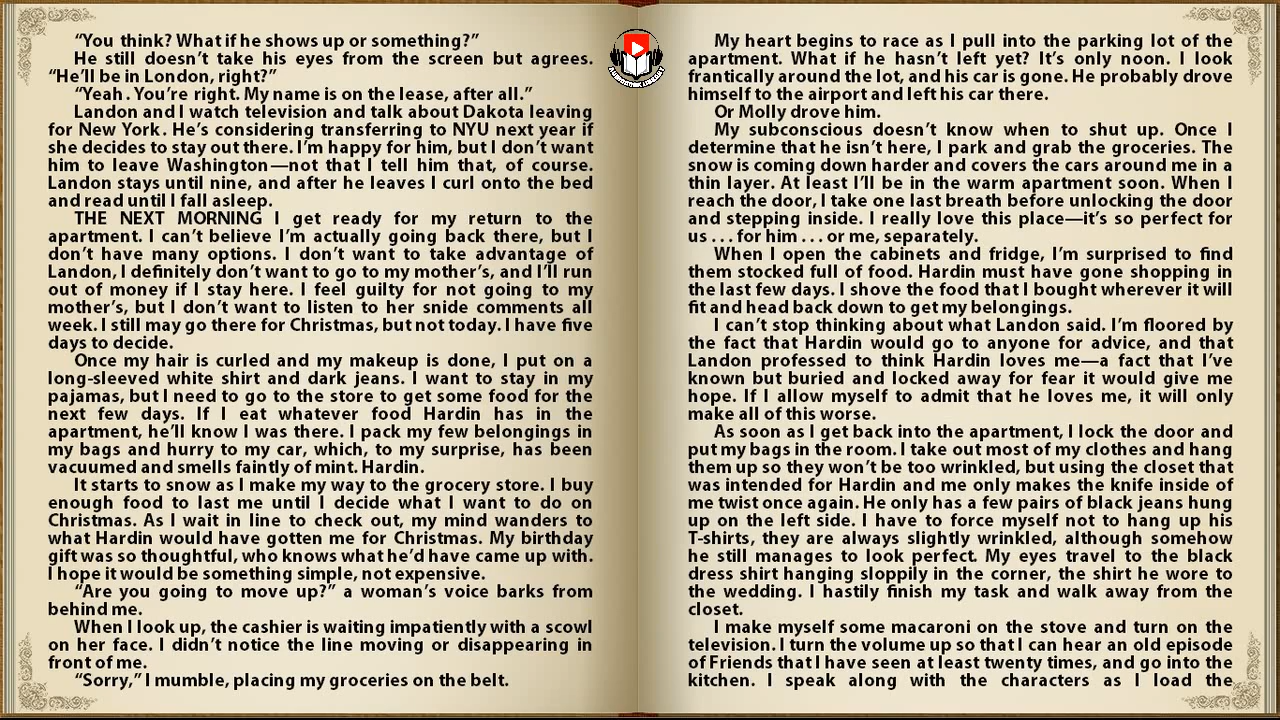 “You think? What if he shows up or something?”
He still doesn’t take his eyes from the screen but agrees.
“He’ll be in London, right?”
“Yeah . You’re right. My name is on the lease, after all.”
Landon and I watch television and talk about Dakota leaving
for New York. He’s considering transferring to NYU next year if
she decides to stay out there. I’m happy for him, but I don’t want
him to leave Washington—not that I tell him that, of course.
Landon stays until nine, and after he leaves I curl onto the bed
and read until I fall asleep.
THE NEXT MORNING I get ready for my return to the
apartment. I can’t believe I’m actually going back there, but I
don’t have many options. I don’t want to take advantage of
Landon, I definitely don’t want to go to my mother’s, and I’ll run
out of money if I stay here. I feel guilty for not going to my
mother’s, but I don’t want to listen to her snide comments all
week. I still may go there for Christmas, but not today. I have five
days to decide.
Once my hair is curled and my makeup is done, I put on a
long-sleeved white shirt and dark jeans. I want to stay in my
pajamas, but I need to go to the store to get some food for the
next few days. If I eat whatever food Hardin has in the
apartment, he’ll know I was there. I pack my few belongings in
my bags and hurry to my car, which, to my surprise, has been
vacuumed and smells faintly of mint. Hardin.
It starts to snow as I make my way to the grocery store. I buy
enough food to last me until I decide what I want to do on
Christmas. As I wait in line to check out, my mind wanders to
what Hardin would have gotten me for Christmas. My birthday
gift was so thoughtful, who knows what he’d have came up with.
I hope it would be something simple, not expensive.
“Are you going to move up?” a woman’s voice barks from
behind me.
When I look up, the cashier is waiting impatiently with a scowl
on her face. I didn’t notice the line moving or disappearing in
front of me.
“Sorry,” I mumble, placing my groceries on the belt.
My heart begins to race as I pull into the parking lot of the
apartment. What if he hasn’t left yet? It’s only noon. I look
frantically around the lot, and his car is gone. He probably drove
himself to the airport and left his car there.
Or Molly drove him.
My subconscious doesn’t know when to shut up. Once I
determine that he isn’t here, I park and grab the groceries. The
snow is coming down harder and covers the cars around me in a
thin layer. At least I’ll be in the warm apartment soon. When I
reach the door, I take one last breath before unlocking the door
and stepping inside. I really love this place—it’s so perfect for
us . . . for him . . . or me, separately.
When I open the cabinets and fridge, I’m surprised to find
them stocked full of food. Hardin must have gone shopping in
the last few days. I shove the food that I bought wherever it will
fit and head back down to get my belongings.
I can’t stop thinking about what Landon said. I’m floored by
the fact that Hardin would go to anyone for advice, and that
Landon professed to think Hardin loves me—a fact that I’ve
known but buried and locked away for fear it would give me
hope. If I allow myself to admit that he loves me, it will only
make all of this worse.
As soon as I get back into the apartment, I lock the door and
put my bags in the room. I take out most of my clothes and hang
them up so they won’t be too wrinkled, but using the closet that
was intended for Hardin and me only makes the knife inside of
me twist once again. He only has a few pairs of black jeans hung
up on the left side. I have to force myself not to hang up his
T-shirts, they are always slightly wrinkled, although somehow
he still manages to look perfect. My eyes travel to the black
dress shirt hanging sloppily in the corner, the shirt he wore to
the wedding. I hastily finish my task and walk away from the
closet.
I make myself some macaroni on the stove and turn on the
television. I turn the volume up so that I can hear an old episode
of Friends that I have seen at least twenty times, and go into the
kitchen. I speak along with the characters as I load the